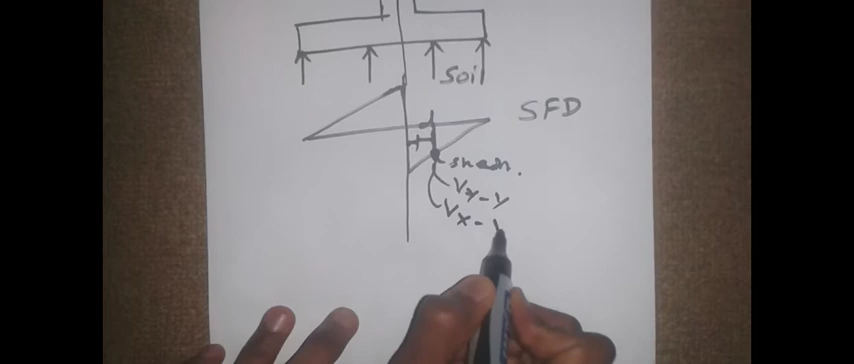 Soil
SFD
shear.
Vy-y
Vx-